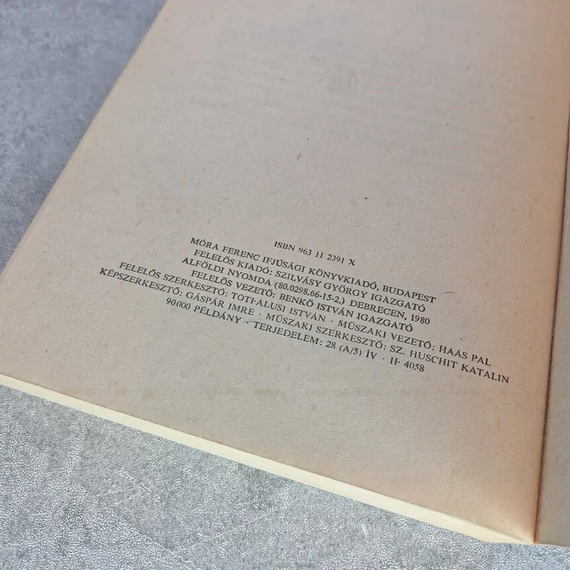 ISBN 963 11 2391 X
MÓRA FERENC IFJÚSÁGI KÖNYVKIADÓ, BUDAPEST
FELELŐS KIADÓ: SZILVÁSY GYÖRGY IGAZGATÓ
ALFÖLDI NYOMDA (80.0298.66-15-2.) DEBRECEN, 1980
FELELŐS VEZETŐ: BENKŐ ISTVÁN IGAZGATÓ
FELELŐS SZERKESZTŐ: TÓTFALUSI ISTVÁN · MŰSZAKI VEZETŐ: HAÁS PÁL
KÉPSZERKESZTŐ: GÁSPÁR IMRE · MŰSZAKI SZERKESZTŐ: SZ. HUSCHIT KATALIN
90000 PÉLDÁNY · TERJEDELEM: 28 (A/5) ÍV · IF 4058